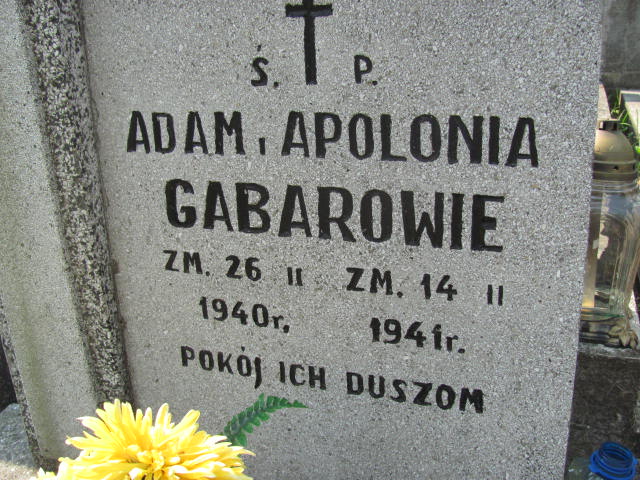 Ś. P.
ADAM i APOLONIA
GABAROWIE
ZM. 26 II ZM. 14 II
1940r. 1941r.
POKÓJ ICH DUSZOM